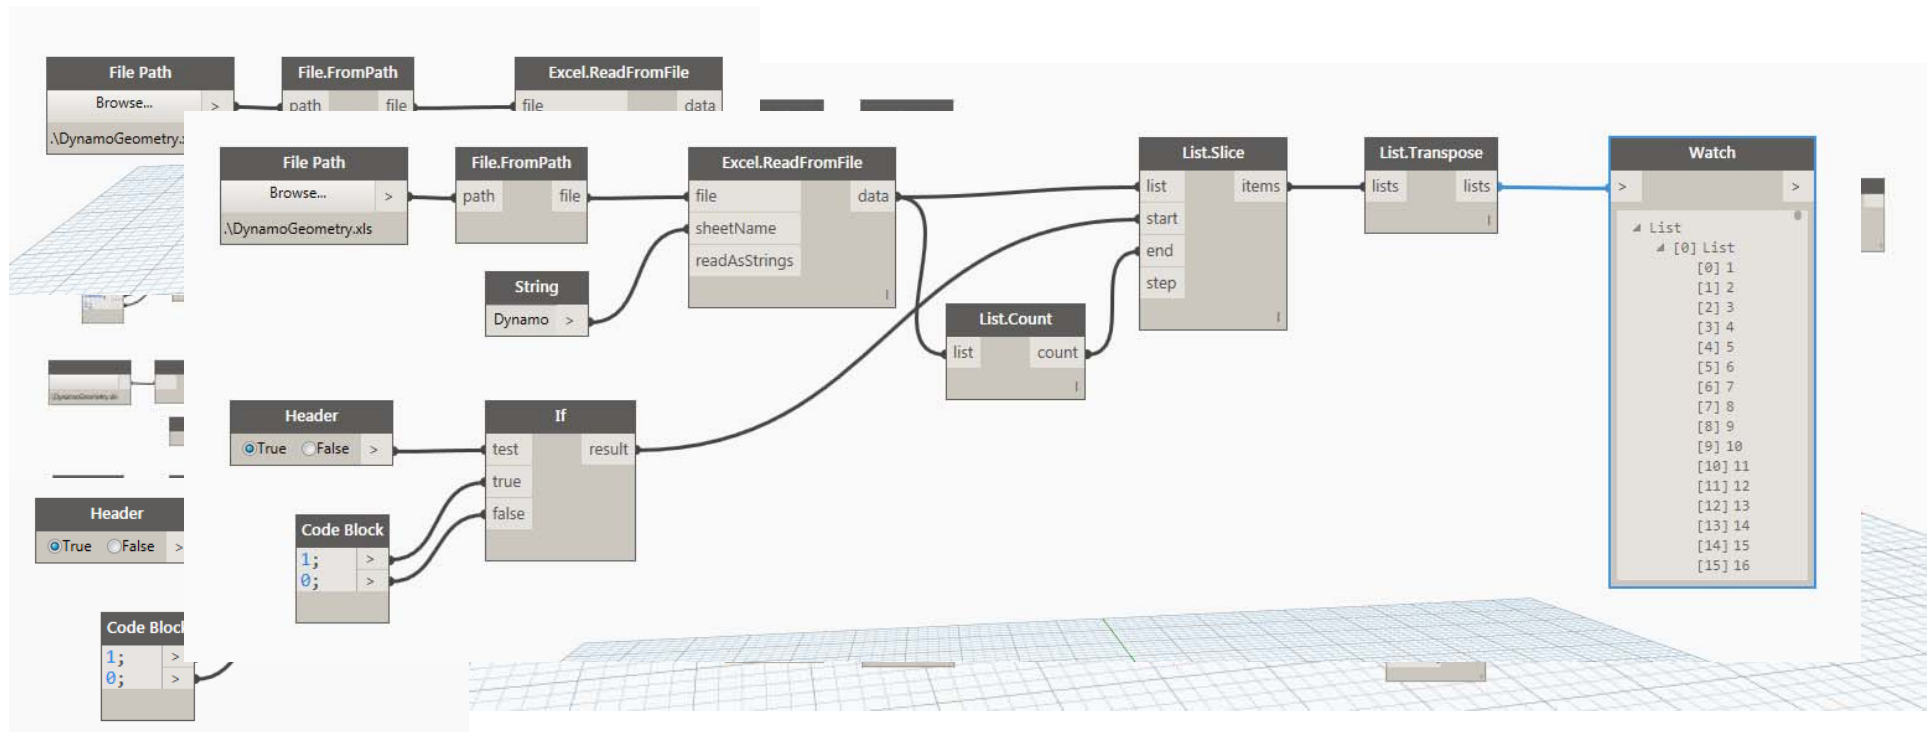 File Path
File.FromPath
Excel.ReadFromFile
Browse...
>
path
file
file
data
.\DynamoGeometry.x
File Path
File.FromPath
Excel.ReadFromFile
List.Slice
List.Transpose
Watch
Browse...
>
path
file
file
data
list
items
lists
lists
>
>
.\DynamoGeometry.xls
sheetName
start
readAsStrings
end
step
String
Dynamo
>
List.Count
list
count
List
[0] List
[0] 1
[1] 2
[2] 3
[3] 4
[4] 5
[5] 6
[6] 7
[7] 8
[8] 9
[9] 10
[10] 11
[11] 12
[12] 13
[13] 14
[14] 15
[15] 16
Header
True
False
>
If
test
result
true
false
Code Block
1;
>
0;
>
Header
True
False
>
Code Bloc
1;
>
0;
>